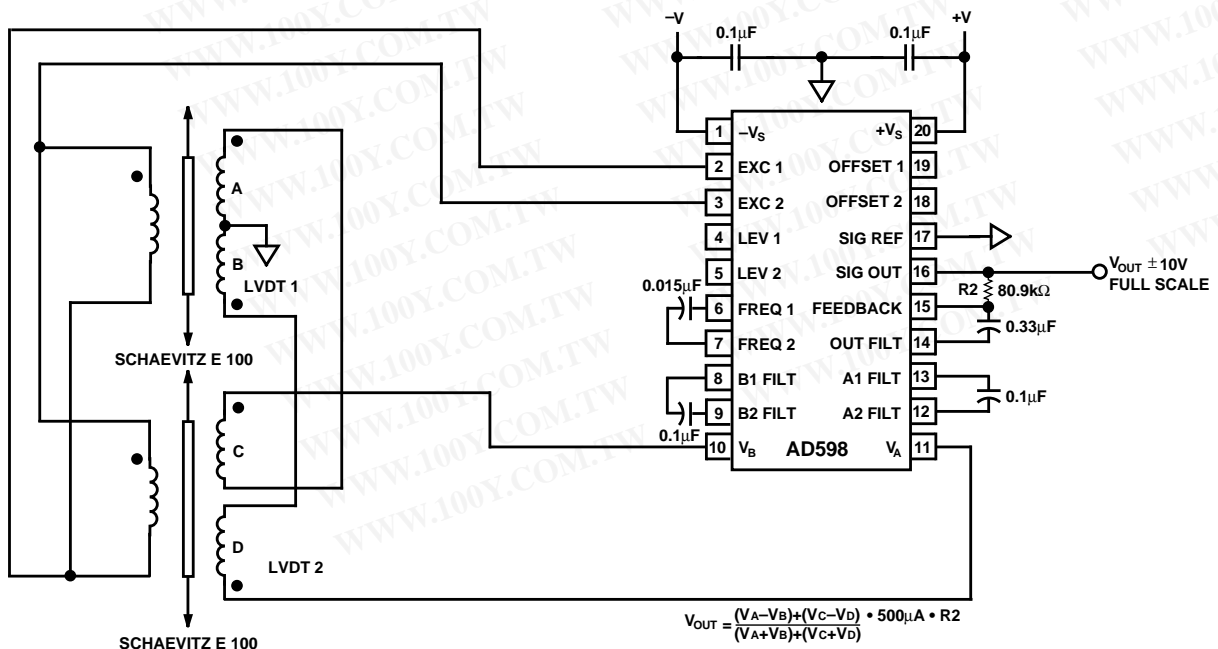 –V
+V
0.1µF
0.1µF
1 –VS
+VS 20
2 EXC 1
OFFSET 1 19
3 EXC 2
OFFSET 2 18
4 LEV 1
SIG REF 17
5 LEV 2
SIG OUT 16
VOUT ±10V
FULL SCALE
R2 80.9kΩ
0.015µF
6 FREQ 1
FEEDBACK 15
0.33µF
7 FREQ 2
OUT FILT 14
8 B1 FILT
A1 FILT 13
0.1µF
9 B2 FILT
A2 FILT 12
0.1µF
10 VB
AD598
VA 11
A
B
LVDT 1
SCHAEVITZ E 100
C
D
LVDT 2
SCHAEVITZ E 100
VOUT = (VA–VB)+(VC–VD) • 500µA • R2
(VA+VB)+(VC+VD)
WWW.100Y.COM.TW